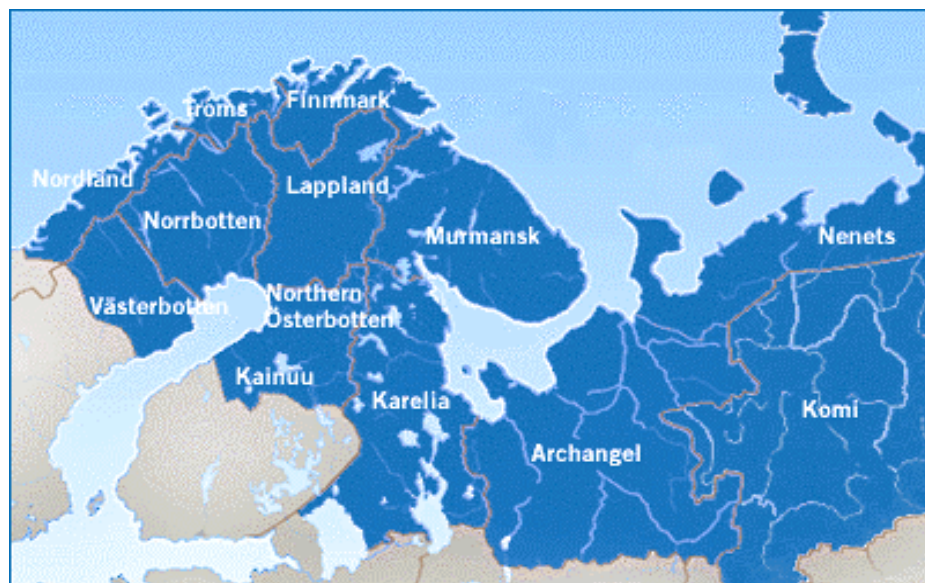 Troms
Finnmark
Nordland
Lappland
Norrbotten
Murmansk
Nenets
Västerbotten
Northern
Österbotten
Kainuu
Karelia
Komi
Archangel